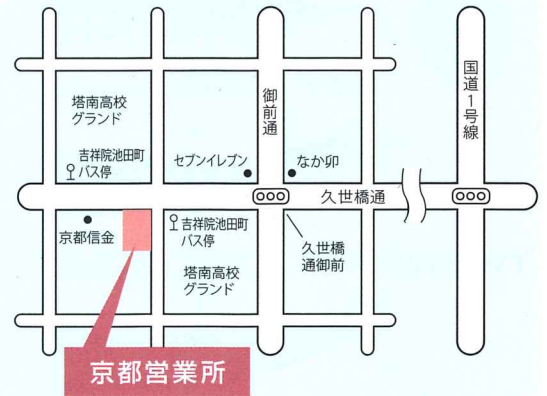 塔南高校
グランド
吉祥院池田町
バス停
セブンイレブン
御前通
なか卯
国道1号線
久世橋通
京都信金
吉祥院池田町
バス停
塔南高校
グランド
久世橋
通御前
京都営業所